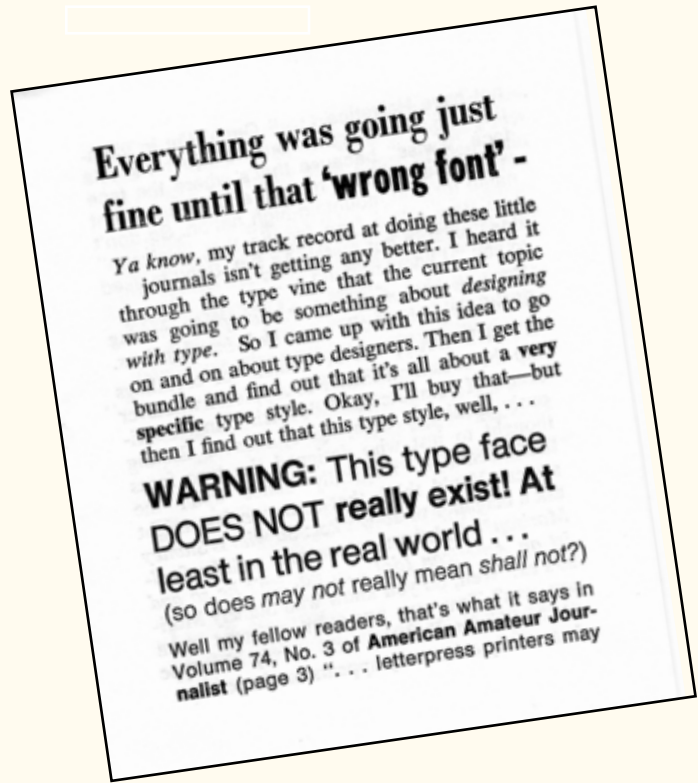 Everything was going just
fine until that ‘wrong font’ -
Ya know, my track record at doing these little
journals isn't getting any better. I heard it
through the type vine that the current topic
was going to be something about designing
with type. So I came up with this idea to go
on and on about type designers. Then I get the
bundle and find out that it's all about a very
specific type style. Okay, I'll buy that—but
then I find out that this type style, well, . . .
WARNING: This type face
DOES NOT really exist! At
least in the real world . . .
(so does may not really mean shall not?)
Well my fellow readers, that's what it says in
Volume 74, No. 3 of American Amateur Jour-
nalist (page 3) “. . . letterpress printers may